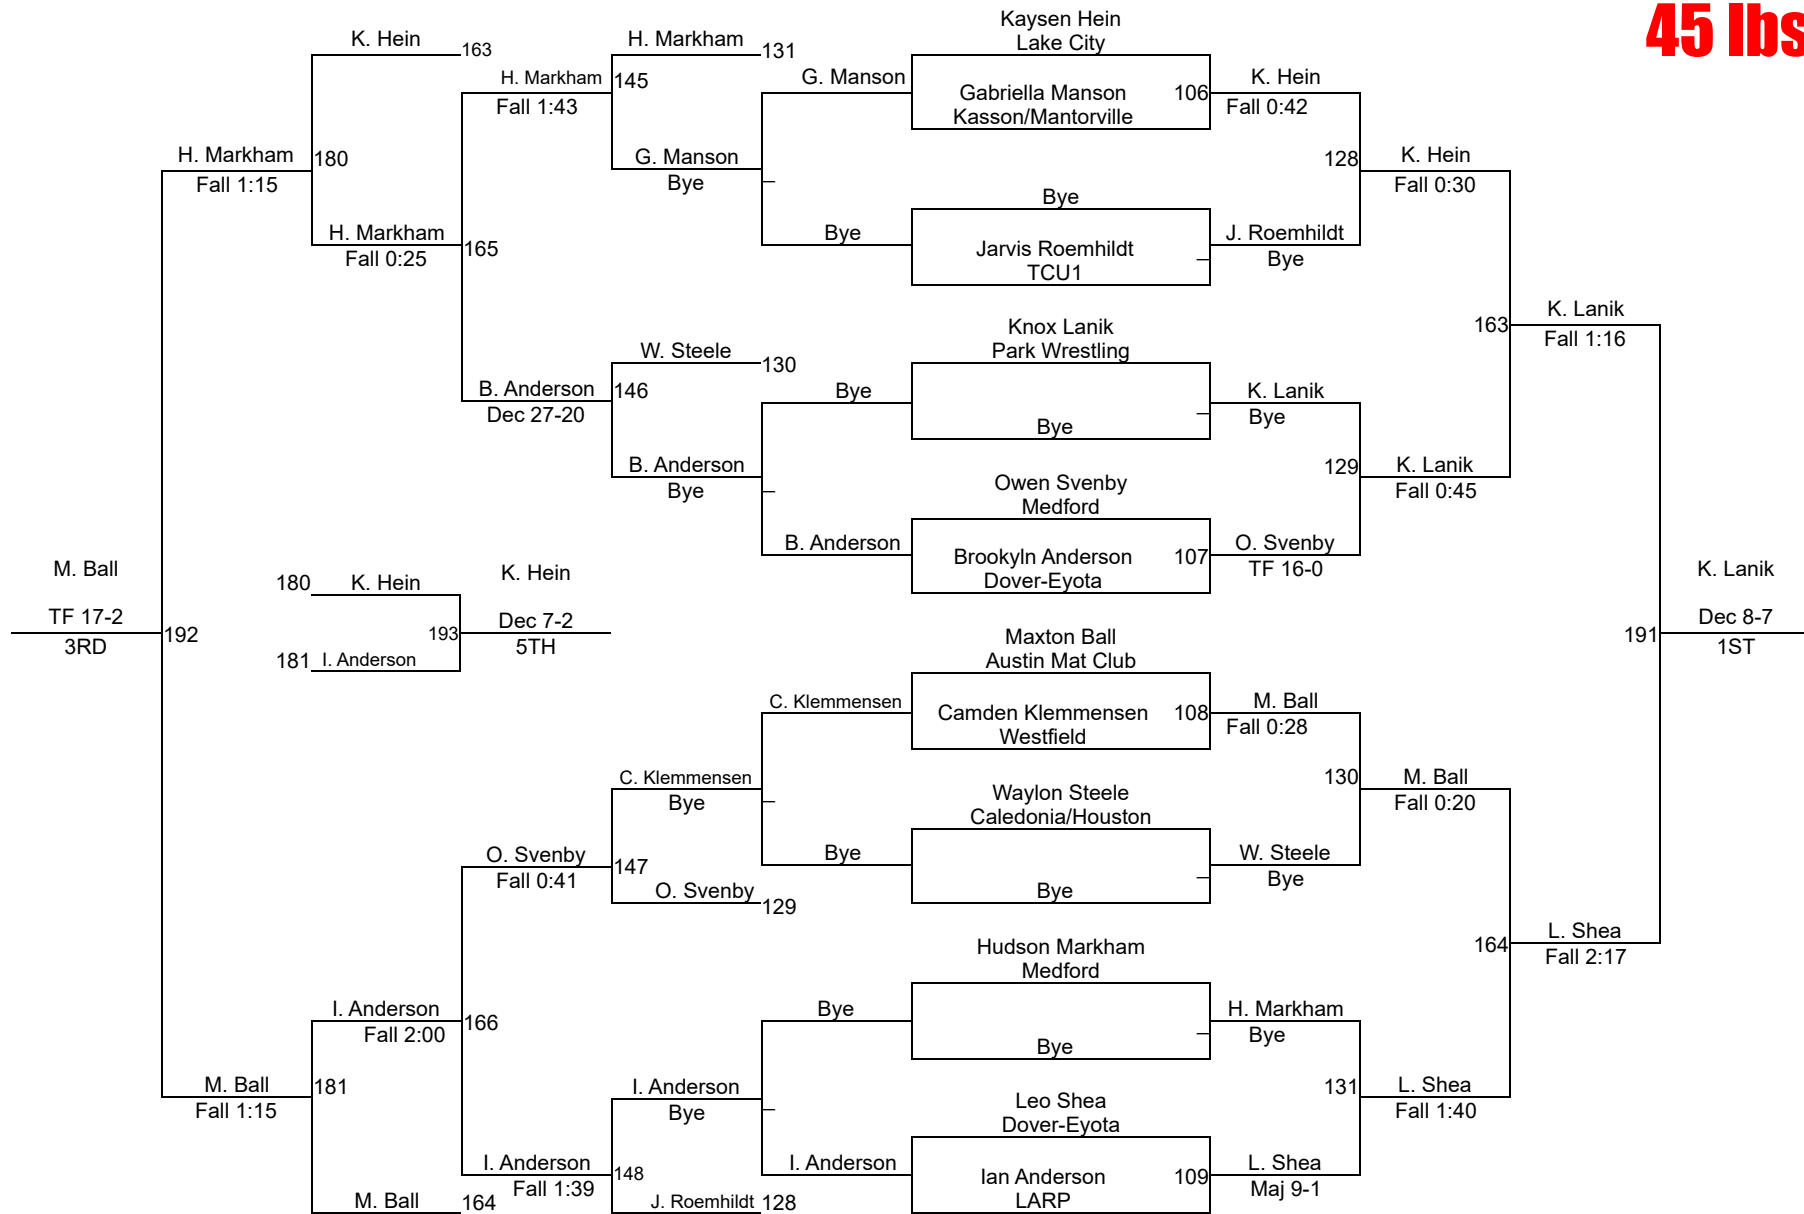 45 lbs
K. Hein
163
H. Markham
131
Kaysen Hein
Lake City
H. Markham
145
Fall 1:43
G. Manson
Gabriella Manson
106
Kasson/Mantorville
K. Hein
Fall 0:42
H. Markham
180
Fall 1:15
G. Manson
Bye
_
128
K. Hein
Fall 0:30
Bye
H. Markham
165
Fall 0:25
Bye
Jarvis Roemhildt
TCU1
_
J. Roemhildt
Bye
Knox Lanik
Park Wrestling
163
K. Lanik
Fall 1:16
W. Steele
130
B. Anderson
146
Dec 27-20
Bye
_
Bye
K. Lanik
Bye
B. Anderson
Bye
_
129
K. Lanik
Fall 0:45
Owen Svenby
Medford
B. Anderson
Brookyln Anderson
107
Dover-Eyota
O. Svenby
TF 16-0
M. Ball
TF 17-2
3RD
192
180
K. Hein
181
I. Anderson
193
K. Hein
Dec 7-2
5TH
K. Lanik
191
Dec 8-7
1ST
Maxton Ball
Austin Mat Club
C. Klemmensen
Camden Klemmensen
108
Westfield
M. Ball
Fall 0:28
C. Klemmensen
Bye
_
130
M. Ball
Fall 0:20
Waylon Steele
Caledonia/Houston
O. Svenby
147
Fall 0:41
Bye
_
Bye
W. Steele
Bye
O. Svenby
129
Hudson Markham
Medford
164
L. Shea
Fall 2:17
I. Anderson
166
Fall 2:00
Bye
_
Bye
H. Markham
Bye
M. Ball
181
Fall 1:15
I. Anderson
Bye
_
131
L. Shea
Fall 1:40
Leo Shea
Dover-Eyota
I. Anderson
148
Fall 1:39
I. Anderson
Ian Anderson
109
LARP
L. Shea
Maj 9-1
M. Ball
164
J. Roemhildt
128